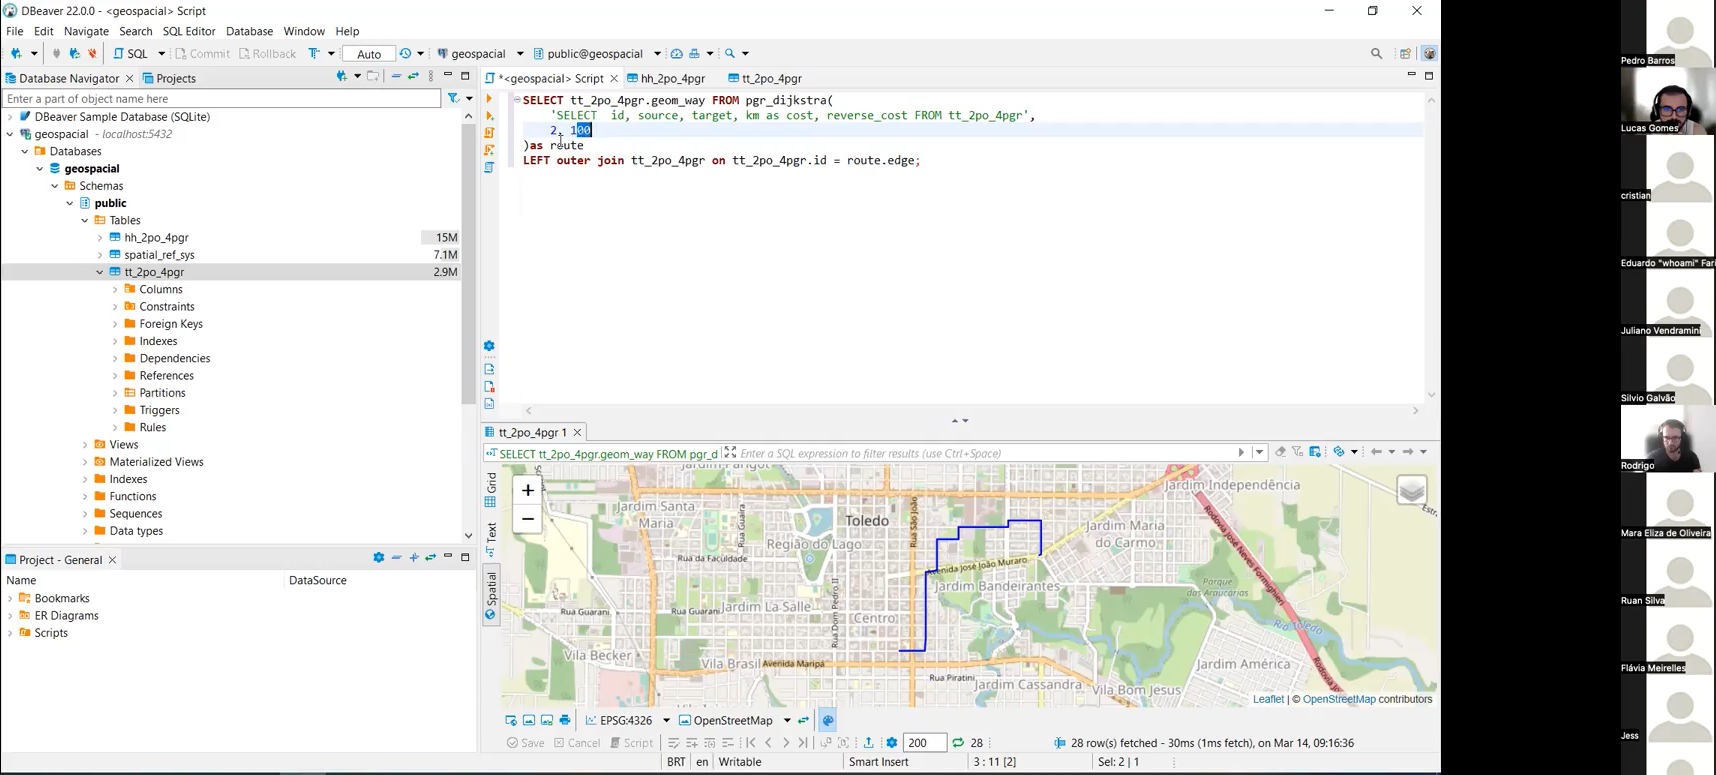 DBeaver 22.0.0 - <geospacial> Script
File Edit Navigate Search SQL Editor Database Window Help
SQL Commit Rollback Auto geospacial public@geospacial
Database Navigator Projects
Enter a part of object name here
DBeaver Sample Database (SQLite)
geospacial - localhost:5432
Databases
geospacial
Schemas
public
Tables
hh_2po_4pgr 15M
spatial_ref_sys 7.1M
tt_2po_4pgr 2.9M
Columns
Constraints
Foreign Keys
Indexes
Dependencies
References
Partitions
Triggers
Rules
Views
Materialized Views
Indexes
Functions
Sequences
Data types
Project - General
Name DataSource
Bookmarks
ER Diagrams
Scripts
*<geospacial> Script hh_2po_4pgr tt_2po_4pgr
SELECT tt_2po_4pgr.geom_way FROM pgr_dijkstra(
'SELECT id, source, target, km as cost, reverse_cost FROM tt_2po_4pgr',
2, 100
)as route
LEFT outer join tt_2po_4pgr on tt_2po_4pgr.id = route.edge;
tt_2po_4pgr 1
SELECT tt_2po_4pgr.geom_way FROM pgr_d Enter a SQL expression to filter results (use Ctrl+Space)
Grid
Text
Spatial
+
−
Jardim Santa Maria
Rua Guaíra
Toledo
Região do Lago
Rua da Faculdade
Rua São João
Jardim Independência
Jardim Maria do Carmo
Avenida José João Muraro
Jardim Bandeirantes
Rodovia José Neves Formighieri
Parque das Araucárias
Rio Toledo
Rua Guarani
Rua Guarani
Jardim La Salle
Rua Dom Pedro II
Centro
Vila Becker
Vila Brasil
Avenida Maripá
Rua Piratini
Jardim Cassandra
Vila Bom Jesus
Jardim América
Estr.
Leaflet | © OpenStreetMap contributors
EPSG:4326 OpenStreetMap
Save Cancel Script 200 28 28 row(s) fetched - 30ms (1ms fetch), on Mar 14, 09:16:36
BRT en Writable Smart Insert 3 : 11 [2] Sel: 2 | 1
Pedro Barros
Lucas Gomes
cristian
Eduardo "whoami" Fari
Juliano Vendramini
Silvio Galvão
Rodrigo
Mara Eliza de Oliveira
Ruan Silva
Flávia Meirelles
Jess